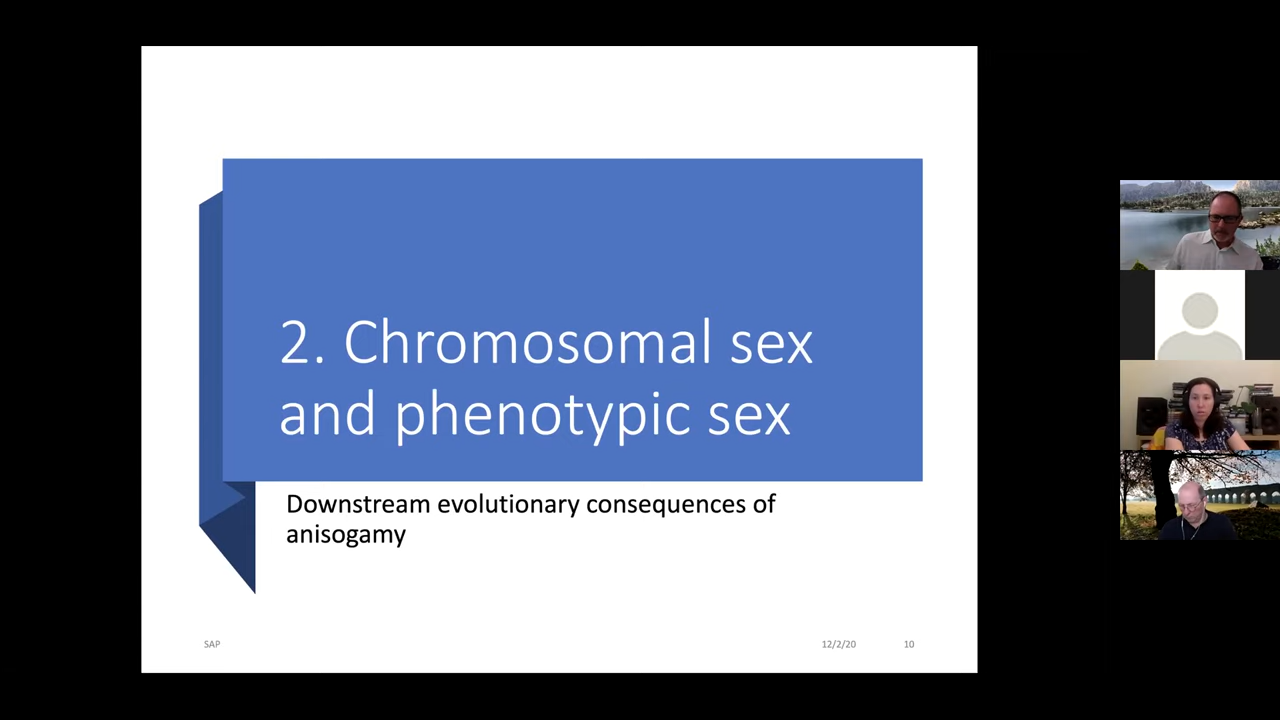 2. Chromosomal sex
and phenotypic sex
Downstream evolutionary consequences of
anisogamy
SAP
12/2/20
10